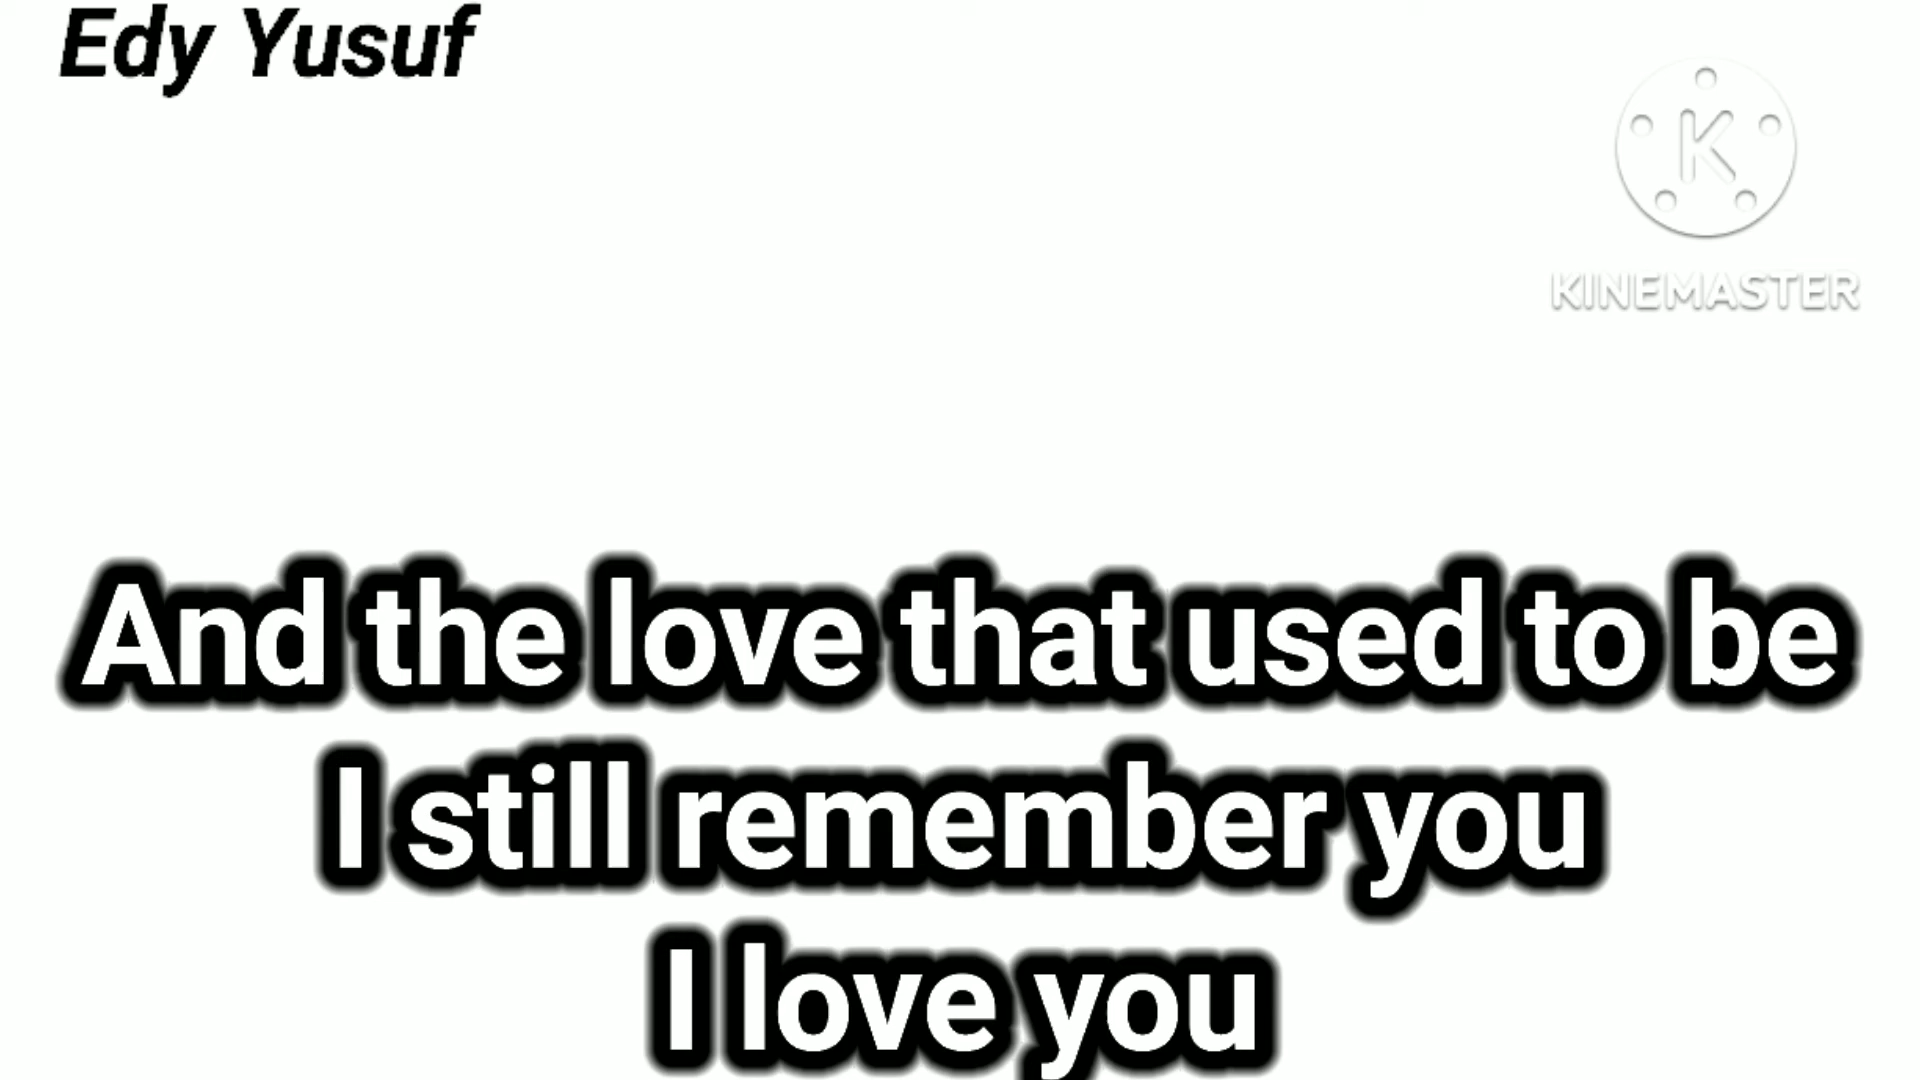 Edy Yusuf
K
KINEMASTER
And the love that used to be
I still remember you
I love you